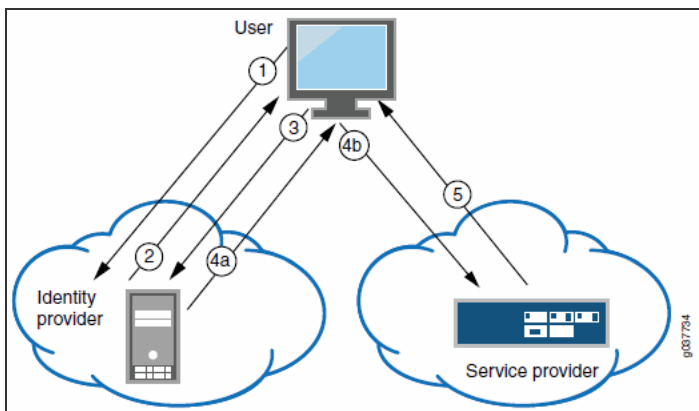 User
1
3
4b
5
2
4a
Identity
provider
Service provider
g037734